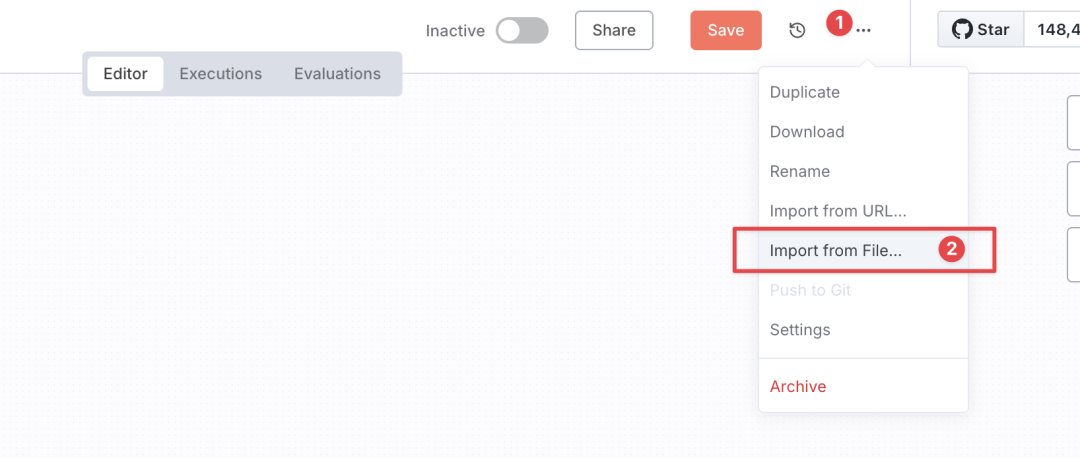 Inactive
Share
Save
1
...
Star
148,4
Editor
Executions
Evaluations
Duplicate
Download
Rename
Import from URL...
Import from File...
2
Push to Git
Settings
Archive